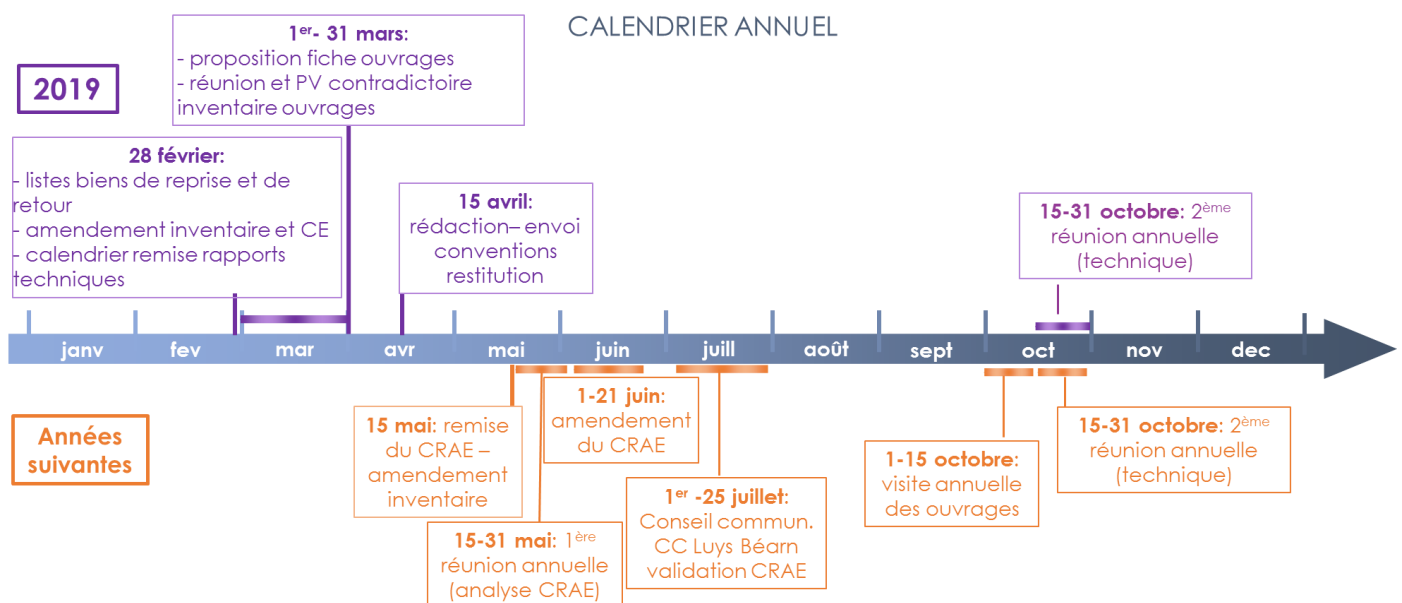 CALENDRIER ANNUEL
2019
1er- 31 mars:
- proposition fiche ouvrages
- réunion et PV contradictoire
inventaire ouvrages
28 février:
- listes biens de reprise et de
retour
- amendement inventaire et CE
- calendrier remise rapports
techniques
15 avril:
rédaction– envoi
conventions
restitution
15-31 octobre: 2ème
réunion annuelle
(technique)
janv fev mar avr mai juin juill août sept oct nov dec
Années
suivantes
15 mai: remise
du CRAE –
amendement
inventaire
15-31 mai: 1ère
réunion annuelle
(analyse CRAE)
1-21 juin:
amendement
du CRAE
1er -25 juillet:
Conseil commun.
CC Luys Béarn
validation CRAE
1-15 octobre:
visite annuelle
des ouvrages
15-31 octobre: 2ème
réunion annuelle
(technique)